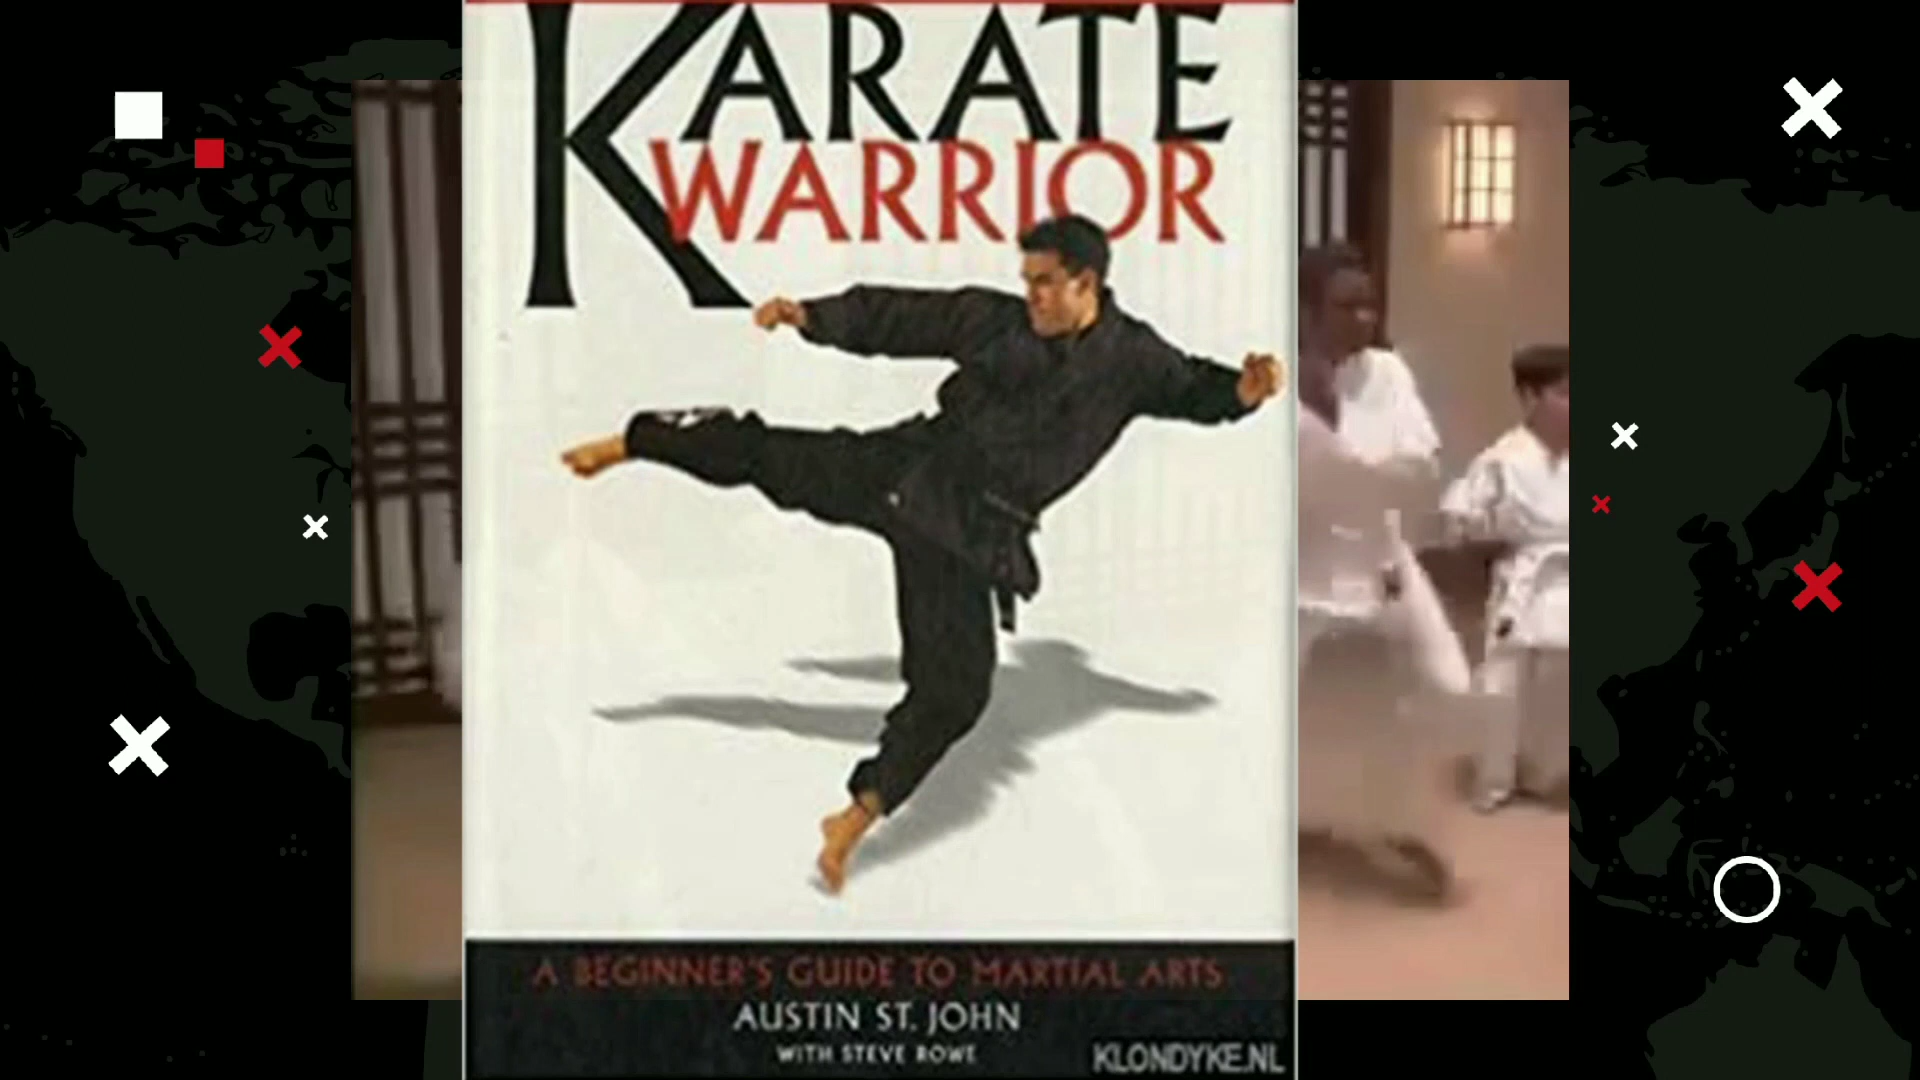 KARATE
WARRIOR
A BEGINNER'S GUIDE TO MARTIAL ARTS
AUSTIN ST. JOHN
WITH STEVE ROWE
KLONDYKE.NL